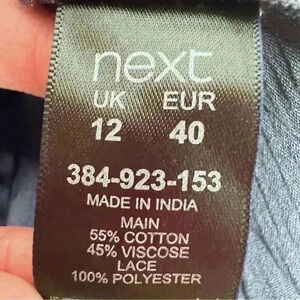 next
UK EUR
12 40
384-923-153
MADE IN INDIA
MAIN
55% COTTON
45% VISCOSE
LACE
100% POLYESTER